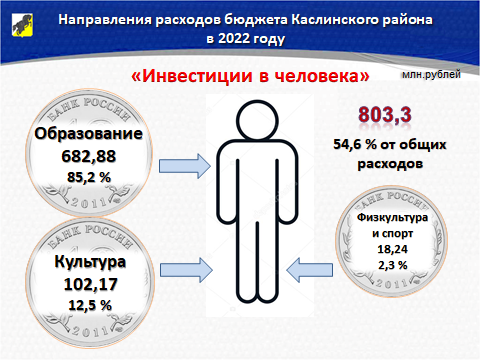 Направления расходов бюджета Каслинского района
в 2022 году
«Инвестиции в человека»
млн.рублей
БАНК РОССИИ
Образование
682,88
85,2 %
2011
803,3
54,6 % от общих
расходов
БАНК РОССИИ
Культура
102,17
12,5 %
2011
БАНК РОССИИ
Физкультура
и спорт
18,24
2,3 %
2011